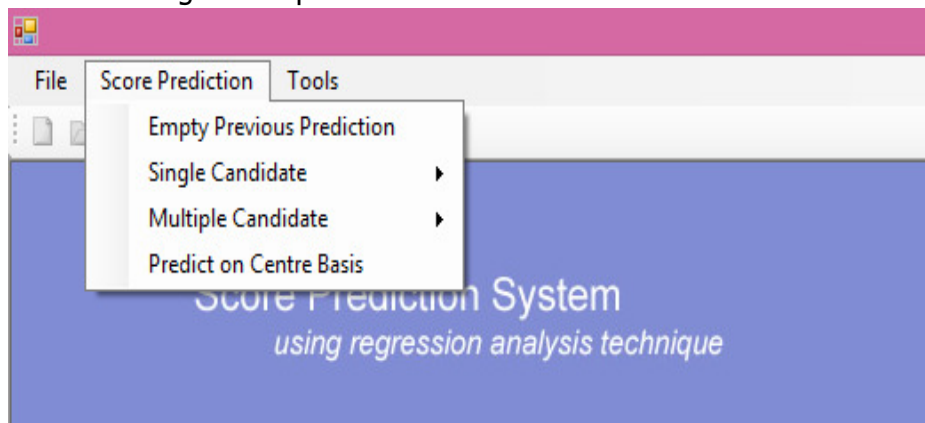 File Score Prediction Tools
Empty Previous Prediction
Single Candidate
Multiple Candidate
Predict on Centre Basis
Score Prediction System
using regression analysis technique